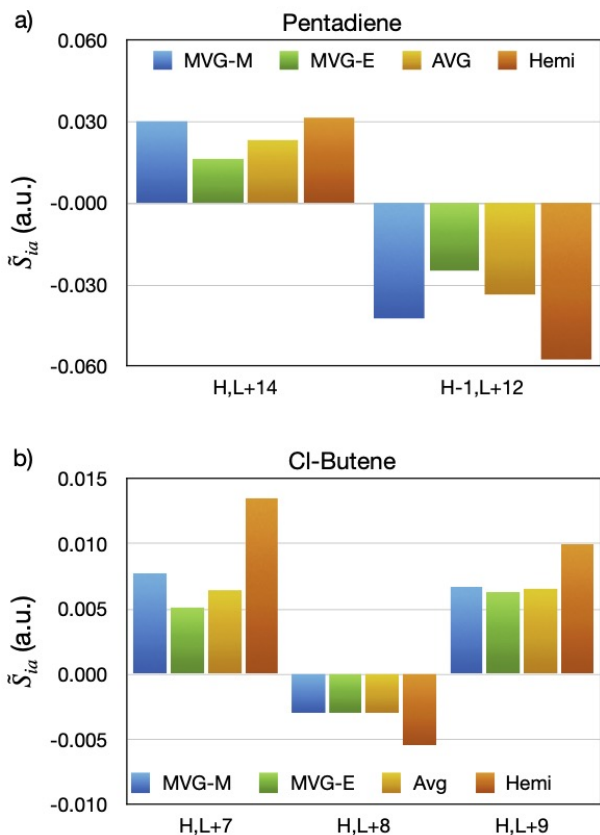 a)
Pentadiene
0.060
MVG-M MVG-E AVG Hemi
0.030
-0.000
-0.030
-0.060
S̃ia (a.u.)
H,L+14 H-1,L+12
b)
Cl-Butene
0.015
0.010
0.005
0.000
-0.005
-0.010
S̃ia (a.u.)
MVG-M MVG-E Avg Hemi
H,L+7 H,L+8 H,L+9